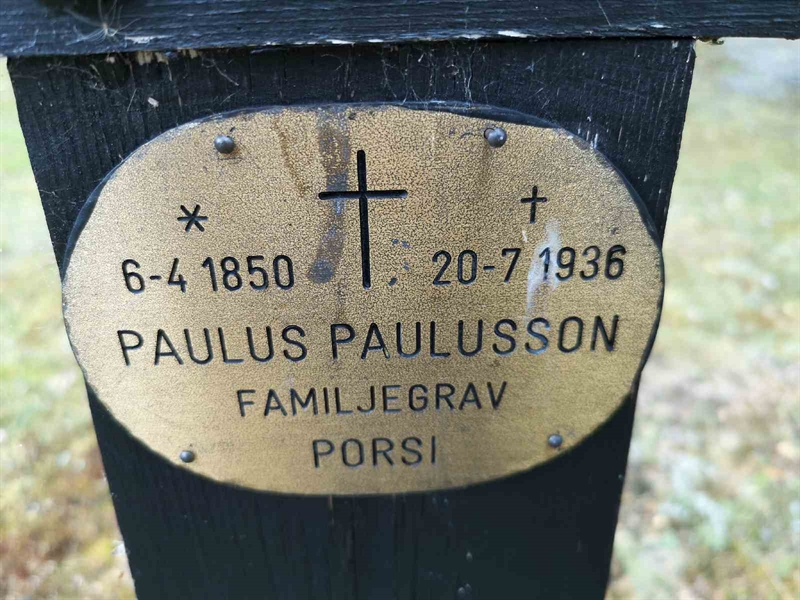 * †
6-4 1850 20-7 1936
PAULUS PAULUSSON
FAMILJEGRAV
PORSI